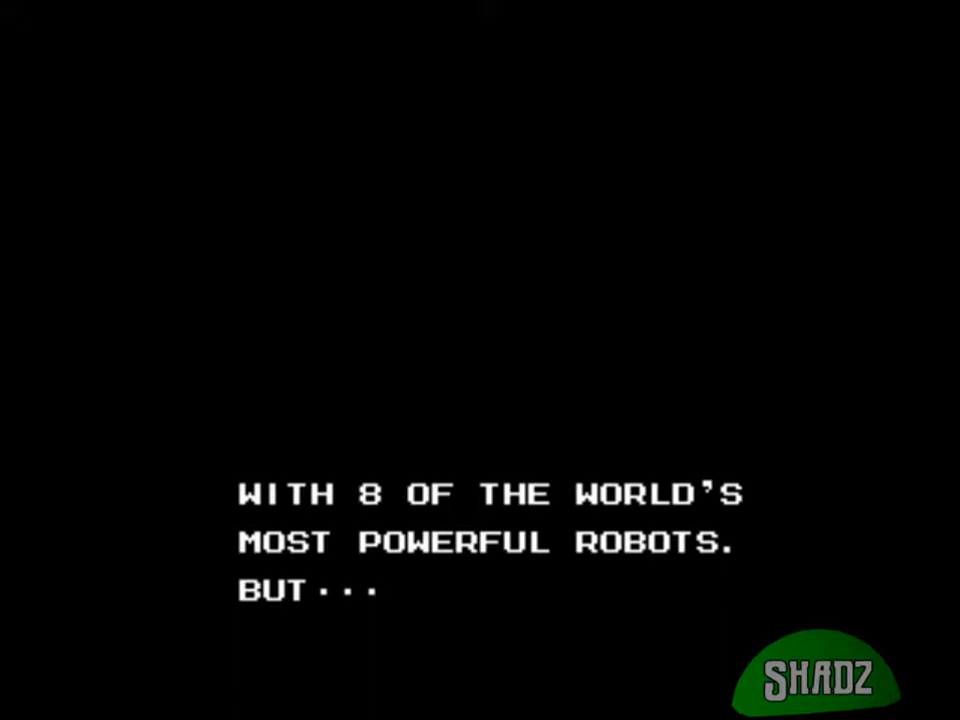 WITH 8 OF THE WORLD'S
MOST POWERFUL ROBOTS.
BUT···
SHADZ